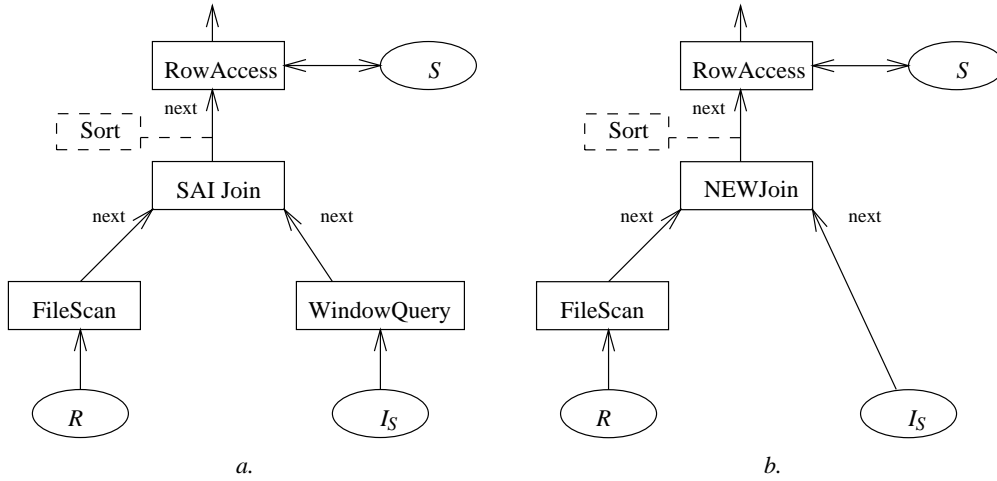 RowAccess
S
next
Sort
SAI Join
next
next
FileScan
WindowQuery
R
I_S
a.
RowAccess
S
next
Sort
NEWJoin
next
next
FileScan
R
I_S
b.